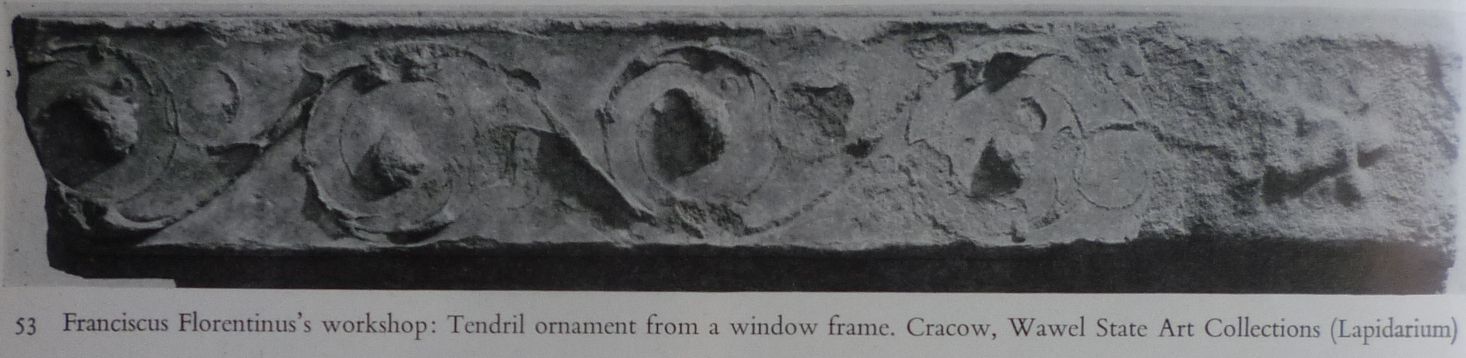 53 Franciscus Florentinus's workshop: Tendril ornament from a window frame. Cracow, Wawel State Art Collections (Lapidarium)